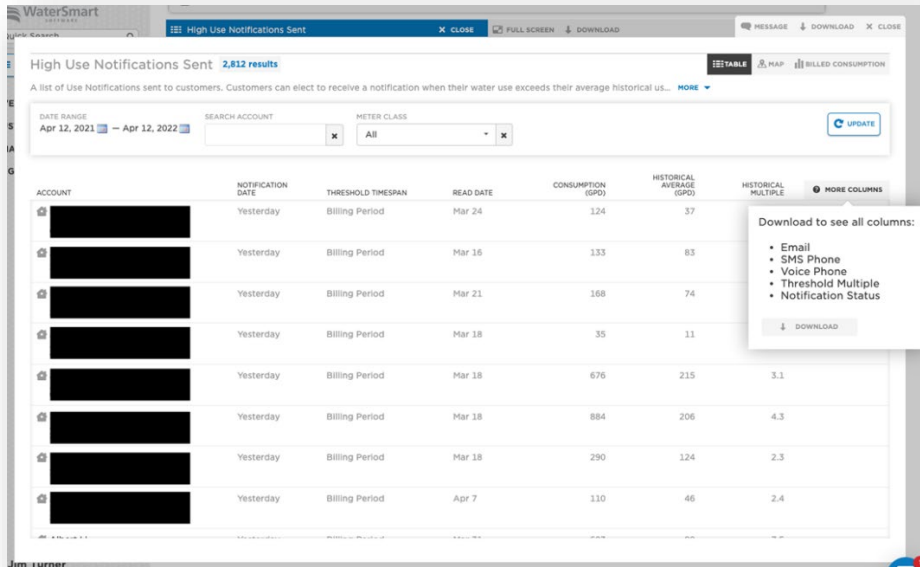 WaterSmart
SOFTWARE
Quick Search
High Use Notifications Sent X CLOSE FULL SCREEN DOWNLOAD
MESSAGE DOWNLOAD X CLOSE
High Use Notifications Sent 2,812 results
TABLE MAP BILLED CONSUMPTION
A list of Use Notifications sent to customers. Customers can elect to receive a notification when their water use exceeds their average historical us... MORE
DATE RANGE SEARCH ACCOUNT METER CLASS
Apr 12, 2021 — Apr 12, 2022 x All x
UPDATE
ACCOUNT NOTIFICATION DATE THRESHOLD TIMESPAN READ DATE CONSUMPTION (GPD) HISTORICAL AVERAGE (GPD) HISTORICAL MULTIPLE MORE COLUMNS
Yesterday Billing Period Mar 24 124 37
Yesterday Billing Period Mar 16 133 83
Yesterday Billing Period Mar 21 168 74
Yesterday Billing Period Mar 18 35 11
Yesterday Billing Period Mar 18 676 215 3.1
Yesterday Billing Period Mar 18 884 206 4.3
Yesterday Billing Period Mar 18 290 124 2.3
Yesterday Billing Period Apr 7 110 46 2.4
Download to see all columns:
• Email
• SMS Phone
• Voice Phone
• Threshold Multiple
• Notification Status
DOWNLOAD
Jim Turner